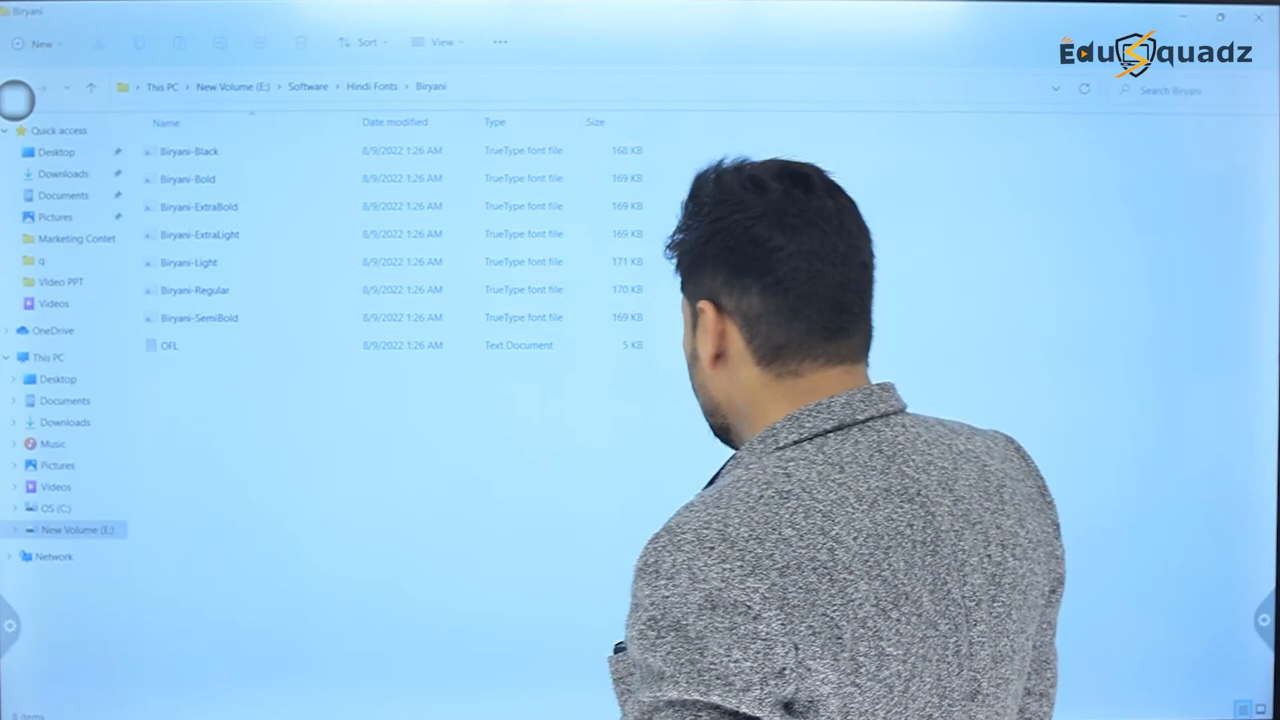 Biryani
New
Sort
View
EduSquadz
This PC > New Volume (E:) > Software > Hindi Fonts > Biryani
Search Biryani
Name Date modified Type Size
Biryani-Black 8/9/2022 1:26 AM TrueType font file 168 KB
Biryani-Bold 8/9/2022 1:26 AM TrueType font file 169 KB
Biryani-ExtraBold 8/9/2022 1:26 AM TrueType font file 169 KB
Biryani-ExtraLight 8/9/2022 1:26 AM TrueType font file 169 KB
Biryani-Light 8/9/2022 1:26 AM TrueType font file 171 KB
Biryani-Regular 8/9/2022 1:26 AM TrueType font file 170 KB
Biryani-SemiBold 8/9/2022 1:26 AM TrueType font file 169 KB
OFL 8/9/2022 1:26 AM Text Document 5 KB
Quick access
Desktop
Downloads
Documents
Pictures
Marketing Contet
q
Video PPT
Videos
OneDrive
This PC
Desktop
Documents
Downloads
Music
Pictures
Videos
OS (C:)
New Volume (E:)
Network
8 items